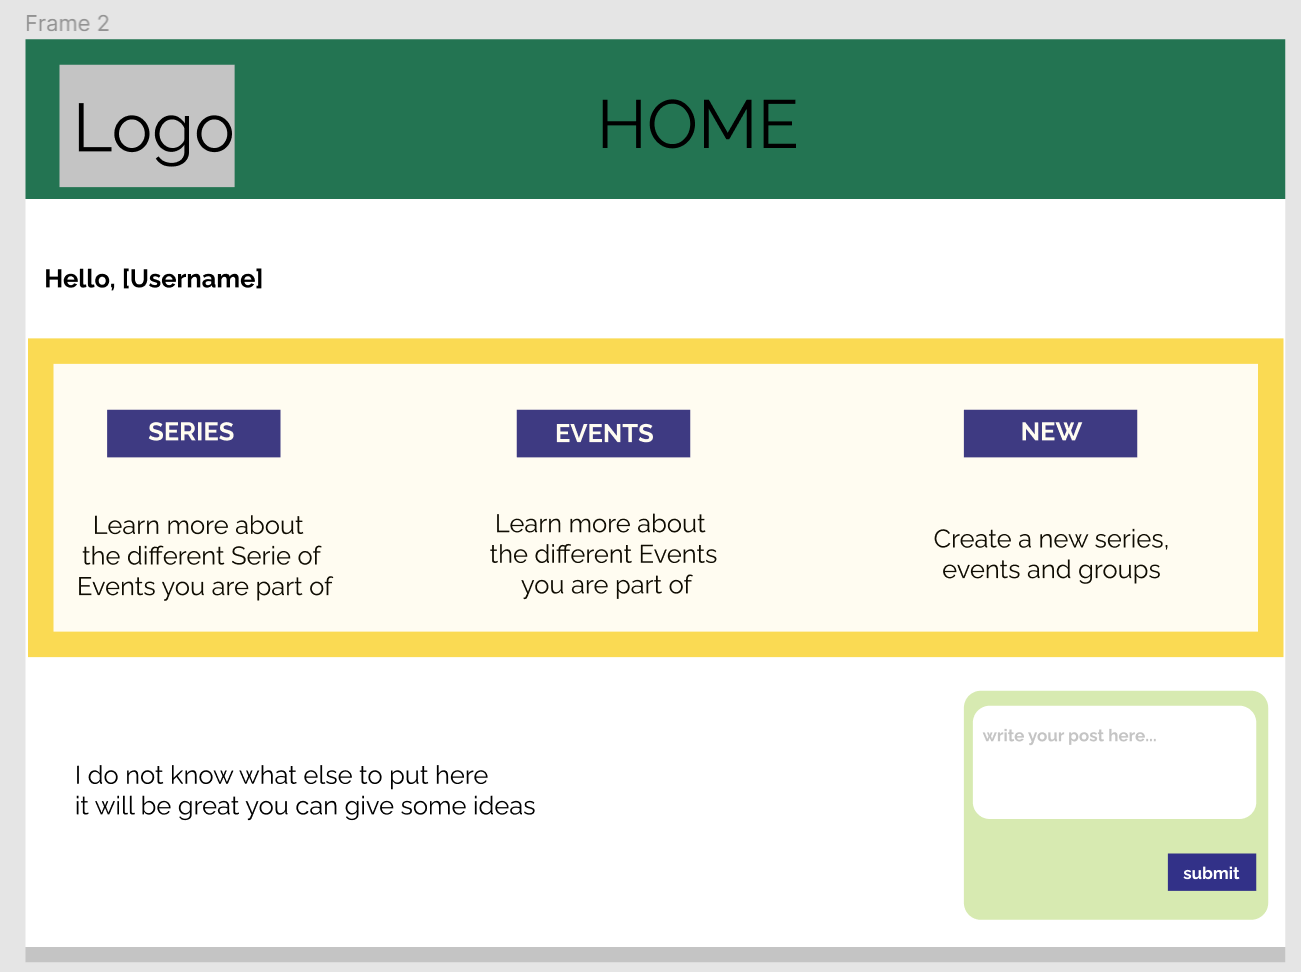 Frame 2
Logo
HOME
Hello, [Username]
SERIES
EVENTS
NEW
Learn more about
the different Serie of
Events you are part of
Learn more about
the different Events
you are part of
Create a new series,
events and groups
I do not know what else to put here
it will be great you can give some ideas
write your post here...
submit